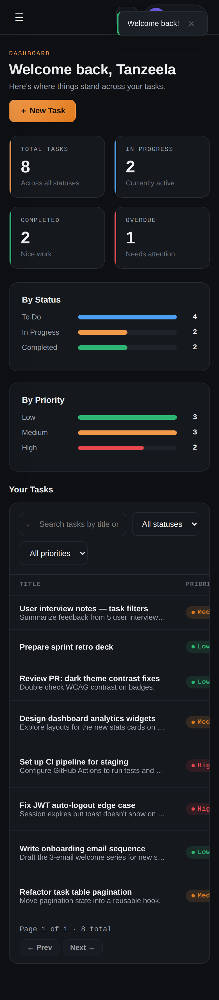 ☰
Welcome back! ✕
DASHBOARD
Welcome back, Tanzeela
Here's where things stand across your tasks.
+ New Task
TOTAL TASKS
8
Across all statuses
IN PROGRESS
2
Currently active
COMPLETED
2
Nice work
OVERDUE
1
Needs attention
By Status
To Do 4
In Progress 2
Completed 2
By Priority
Low 3
Medium 3
High 2
Your Tasks
Search tasks by title or
All statuses
All priorities
TITLE PRIORI
User interview notes — task filters
Summarize feedback from 5 user interview…
Med
Prepare sprint retro deck
Low
Review PR: dark theme contrast fixes
Double check WCAG contrast on badges.
Low
Design dashboard analytics widgets
Explore layouts for the new stats cards on …
Med
Set up CI pipeline for staging
Configure GitHub Actions to run tests and …
Hig
Fix JWT auto-logout edge case
Session expires but toast doesn't show on …
Hig
Write onboarding email sequence
Draft the 3-email welcome series for new s…
Low
Refactor task table pagination
Move pagination state into a reusable hook.
Med
Page 1 of 1 · 8 total
← Prev Next →